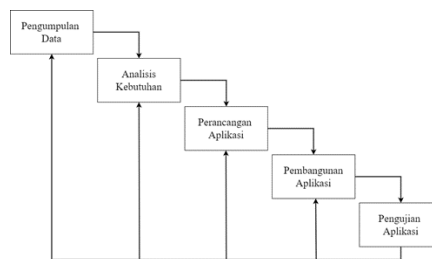 Pengumpulan
Data
Analisis
Kebutuhan
Perancangan
Aplikasi
Pembangunan
Aplikasi
Pengujian
Aplikasi